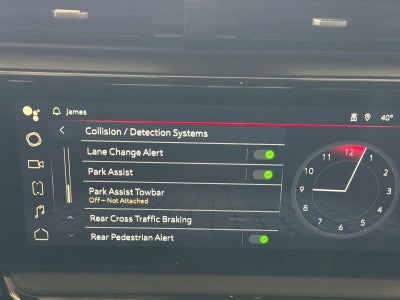 James
40°
Collision / Detection Systems
Lane Change Alert
Park Assist
Park Assist Towbar
Off – Not Attached
Rear Cross Traffic Braking
Rear Pedestrian Alert
12
1
2
3
4
5
6
7
8
9
10
11